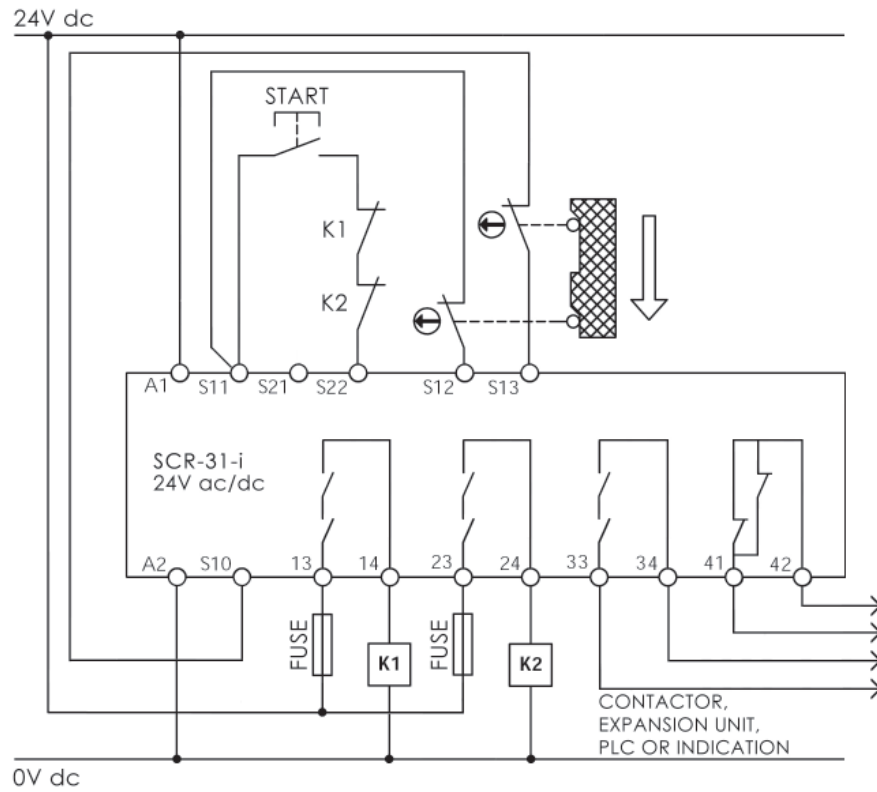 24V dc
START
K1
K2
A1
S11
S21
S22
S12
S13
SCR-31-i
24V ac/dc
A2
S10
13
14
23
24
33
34
41
42
FUSE
K1
FUSE
K2
CONTACTOR,
EXPANSION UNIT,
PLC OR INDICATION
0V dc